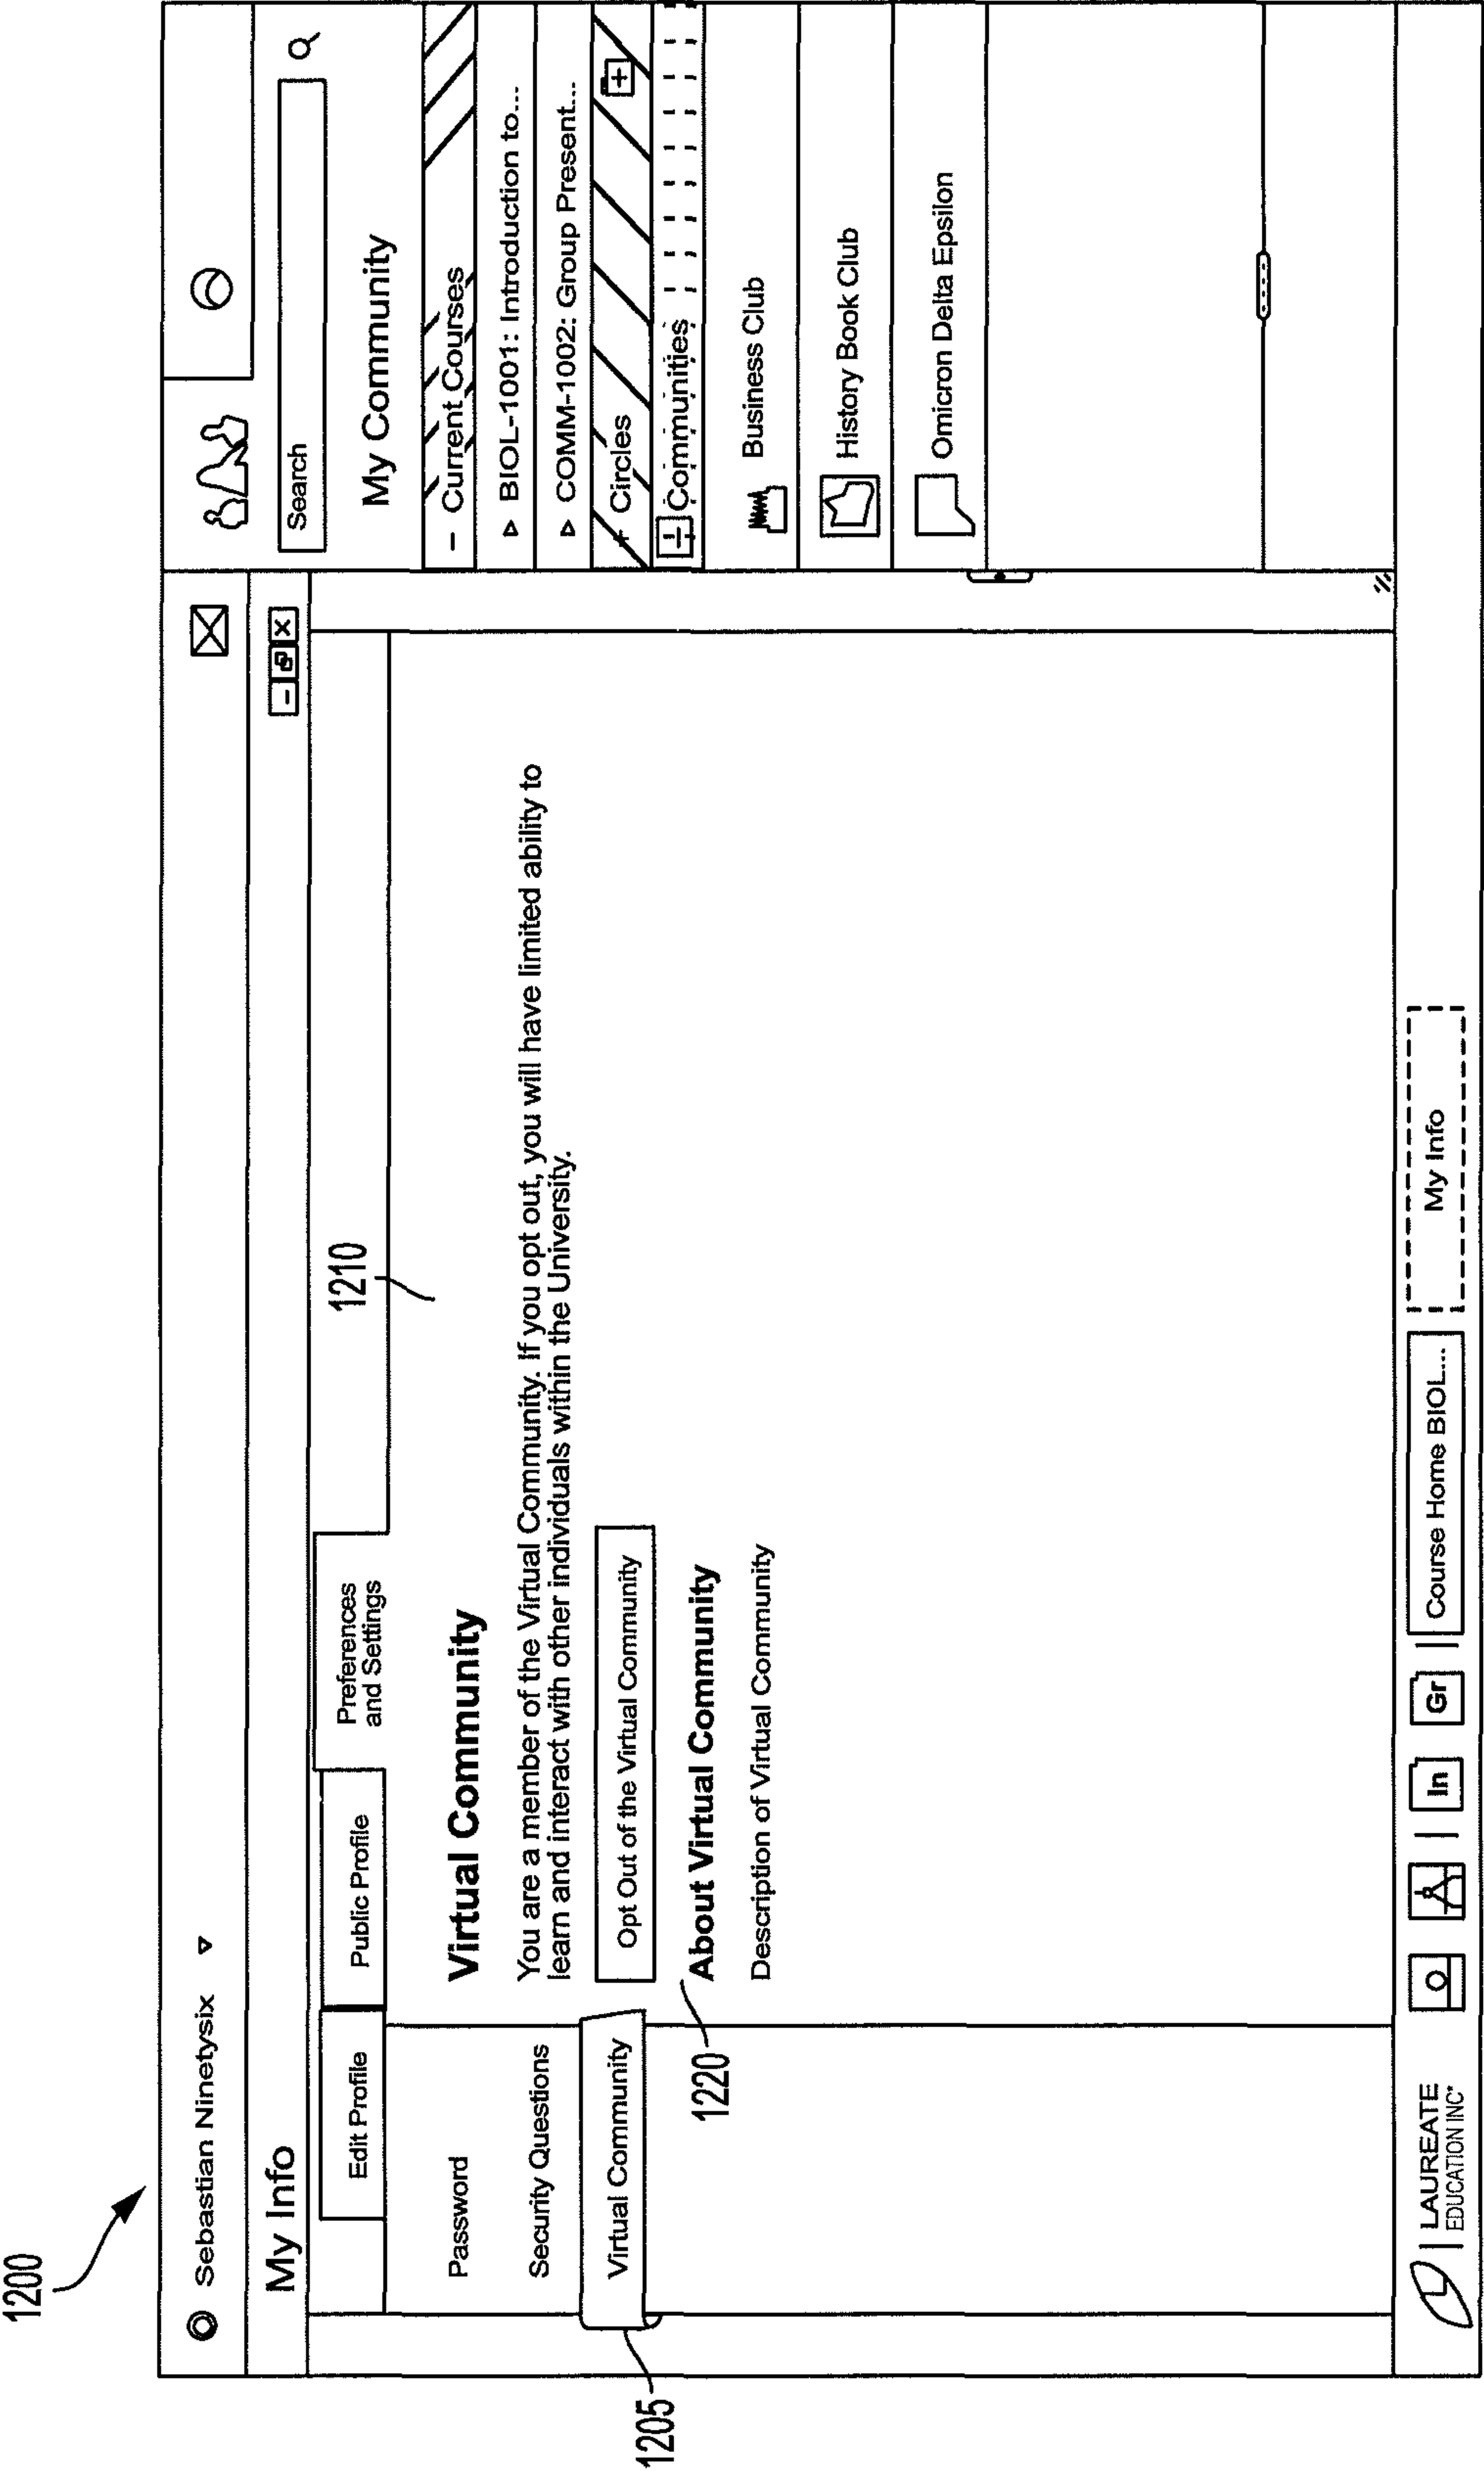 1200
Sebastian Ninetysix
My Info
Edit Profile
Public Profile
Preferences
and Settings
1210
Password
Security Questions
Virtual Community
1205
Virtual Community
You are a member of the Virtual Community. If you opt out, you will have limited ability to
learn and interact with other individuals within the University.
Opt Out of the Virtual Community
1220
About Virtual Community
Description of Virtual Community
Search
My Community
– Current Courses
BIOL-1001: Introduction to...
COMM-1002: Group Present...
+ Circles
Communities
Business Club
History Book Club
Omicron Delta Epsilon
LAUREATE
EDUCATION INC
In
Gr
Course Home BIOL...
My Info